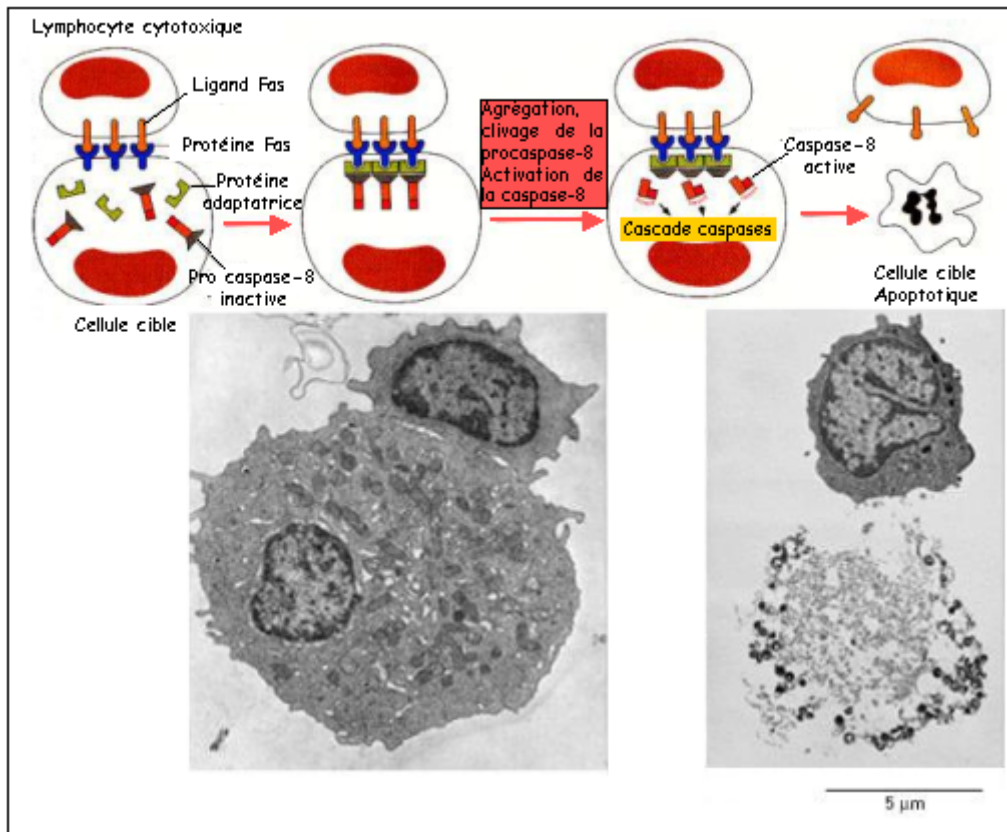 Lymphocyte cytotoxique
Ligand Fas
Protéine Fas
Protéine
adaptatrice
Pro caspase-8
inactive
Cellule cible
Agrégation,
clivage de la
procaspase-8
Activation de
la caspase-8
Caspase-8
active
Cascade caspases
Cellule cible
Apoptotique
5 µm